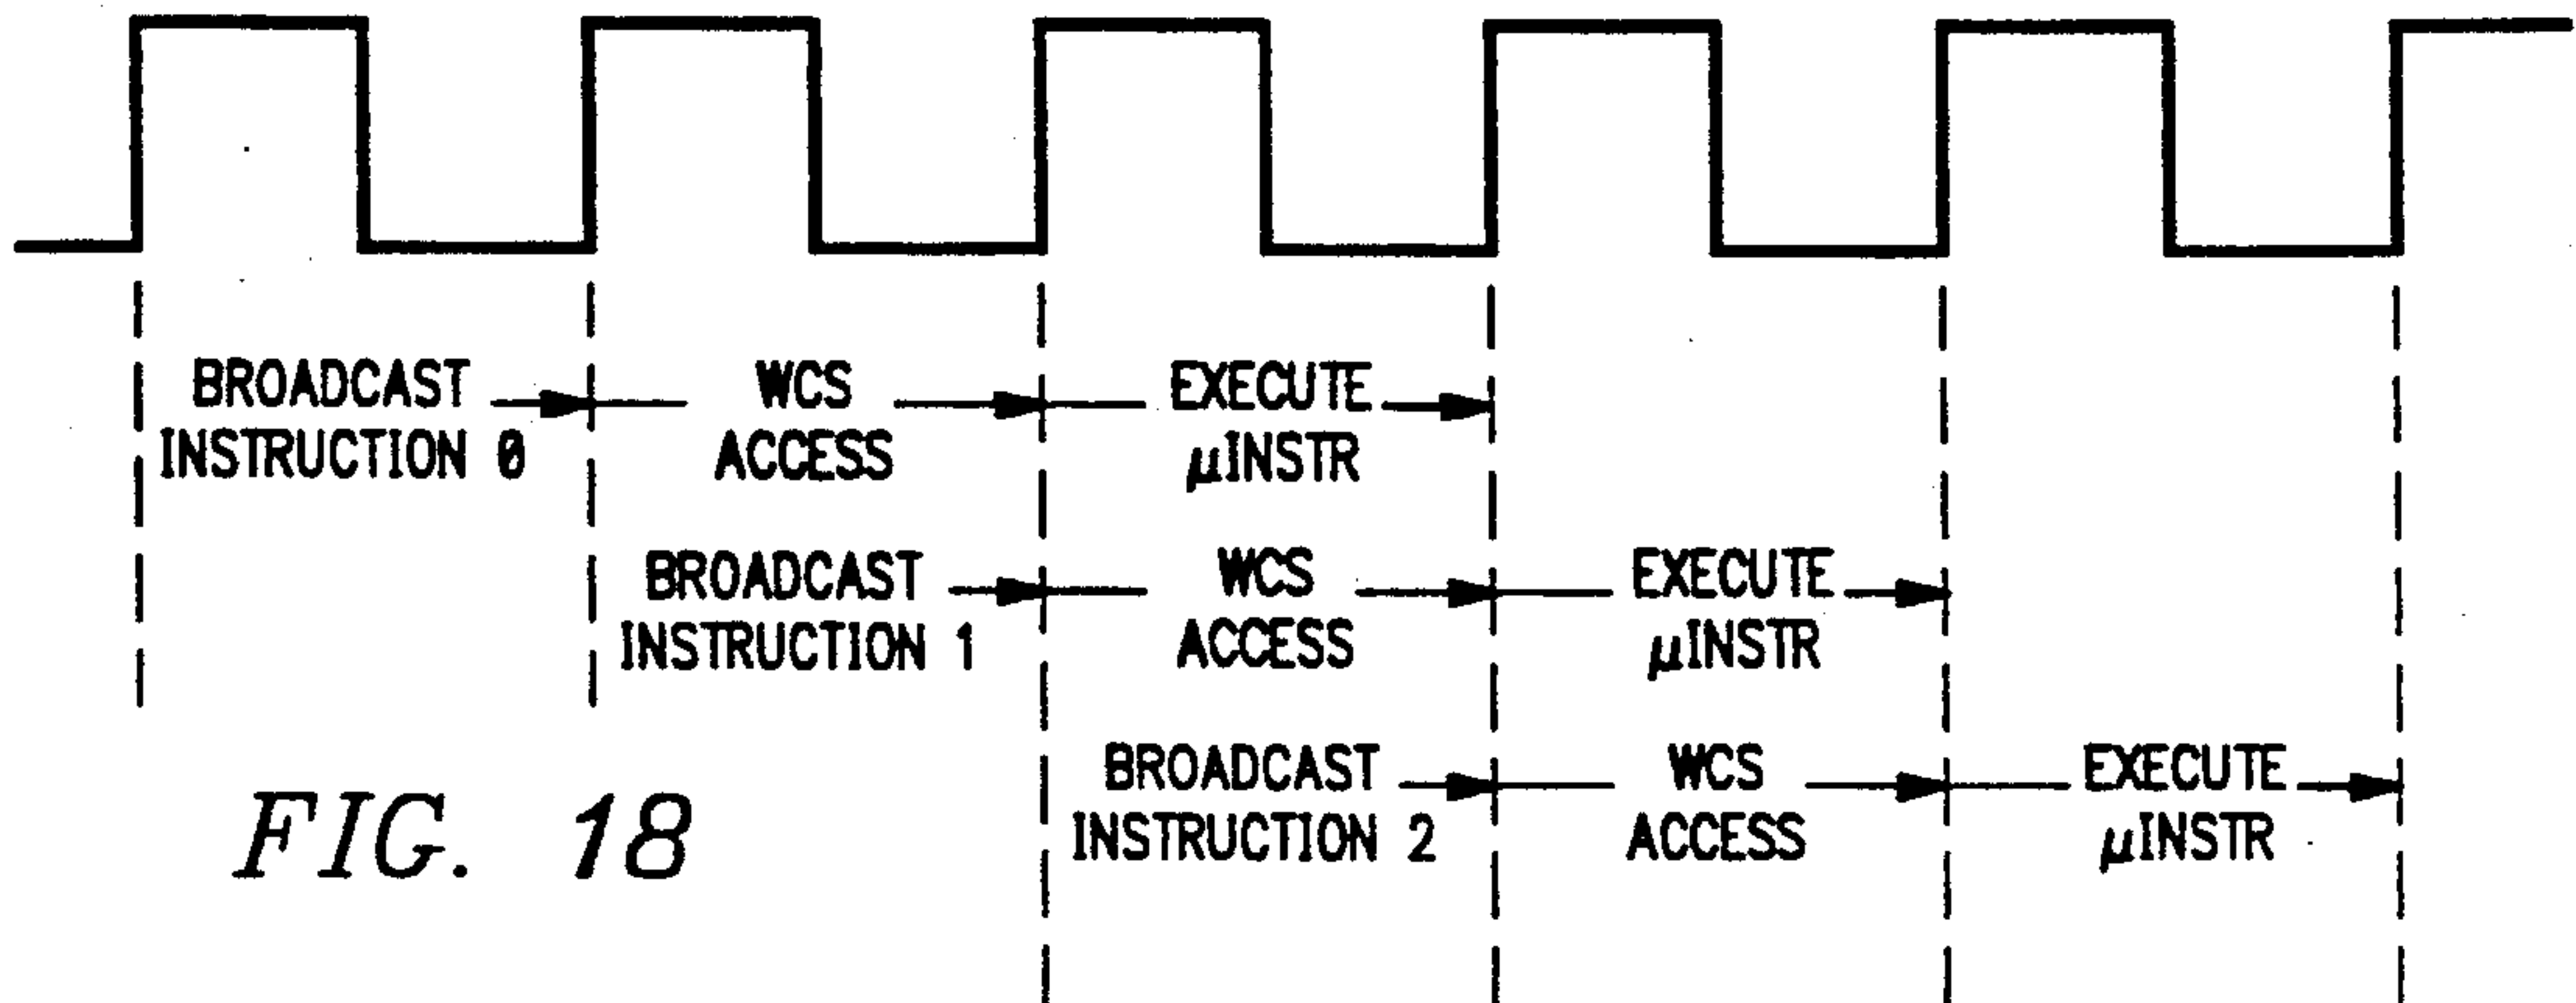 BROADCAST
INSTRUCTION 0
WCS
ACCESS
EXECUTE
μINSTR
BROADCAST
INSTRUCTION 1
WCS
ACCESS
EXECUTE
μINSTR
BROADCAST
INSTRUCTION 2
WCS
ACCESS
EXECUTE
μINSTR
FIG. 18